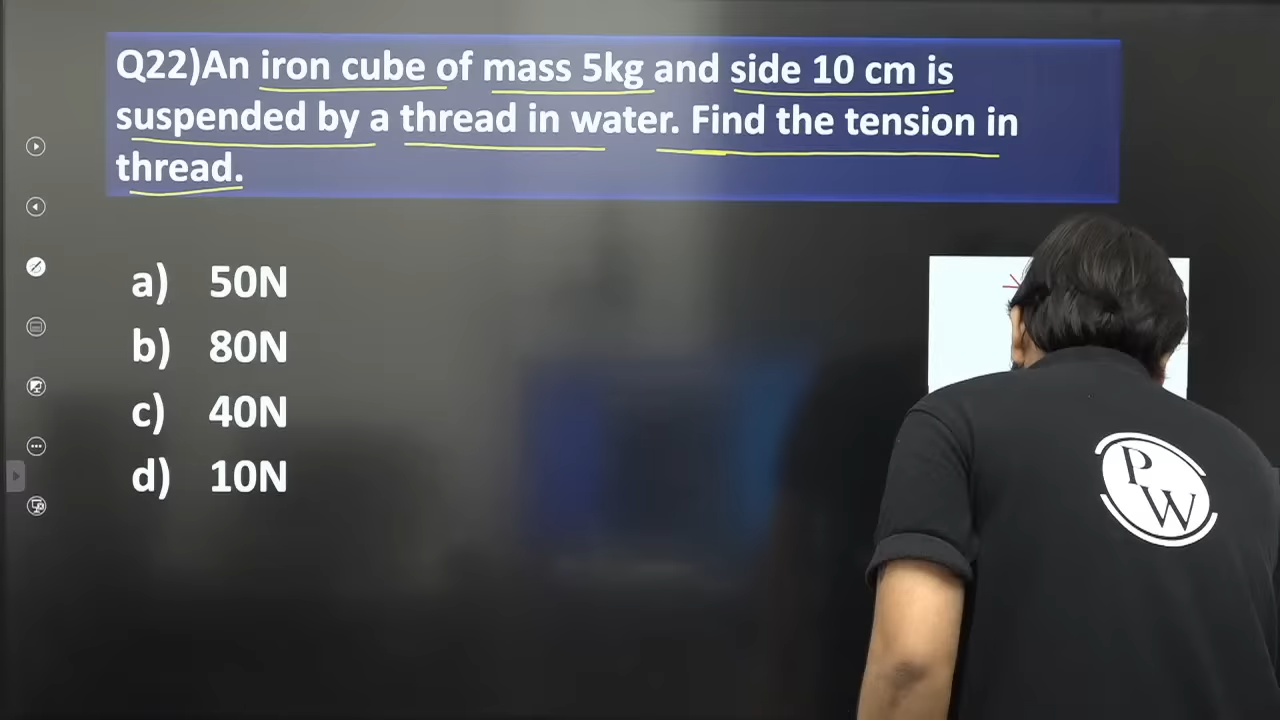 Q22)An iron cube of mass 5kg and side 10 cm is
suspended by a thread in water. Find the tension in
thread.
a) 50N
b) 80N
c) 40N
d) 10N
P
W